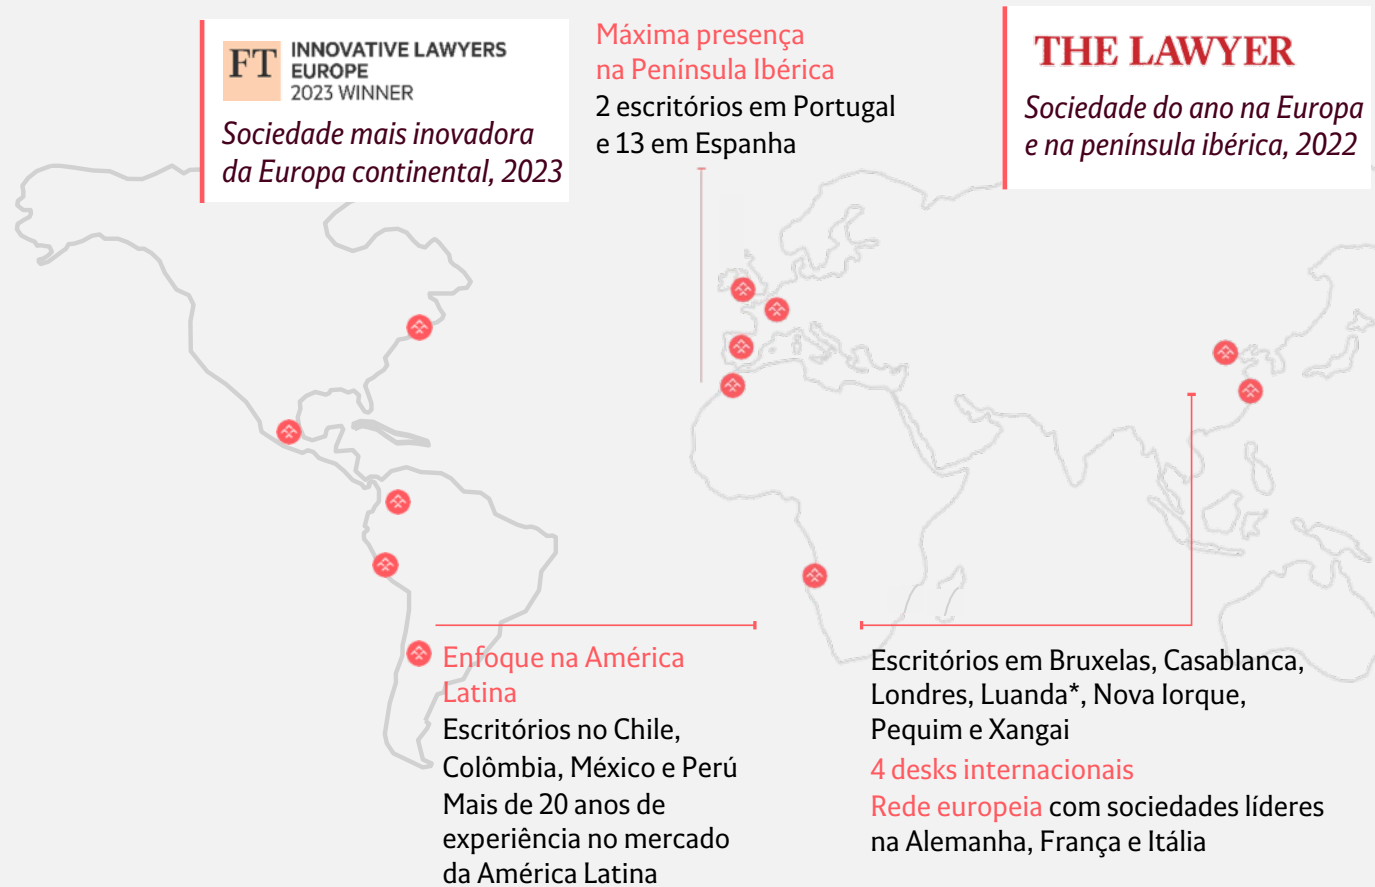 FT
INNOVATIVE LAWYERS
EUROPE
2023 WINNER
Sociedade mais inovadora
da Europa continental, 2023
Máxima presença
na Península Ibérica
2 escritórios em Portugal
e 13 em Espanha
THE LAWYER
Sociedade do ano na Europa
e na península ibérica, 2022
Enfoque na América
Latina
Escritórios no Chile,
Colômbia, México e Perú
Mais de 20 anos de
experiência no mercado
da América Latina
Escritórios em Bruxelas, Casablanca,
Londres, Luanda*, Nova Iorque,
Pequim e Xangai
4 desks internacionais
Rede europeia com sociedades líderes
na Alemanha, França e Itália